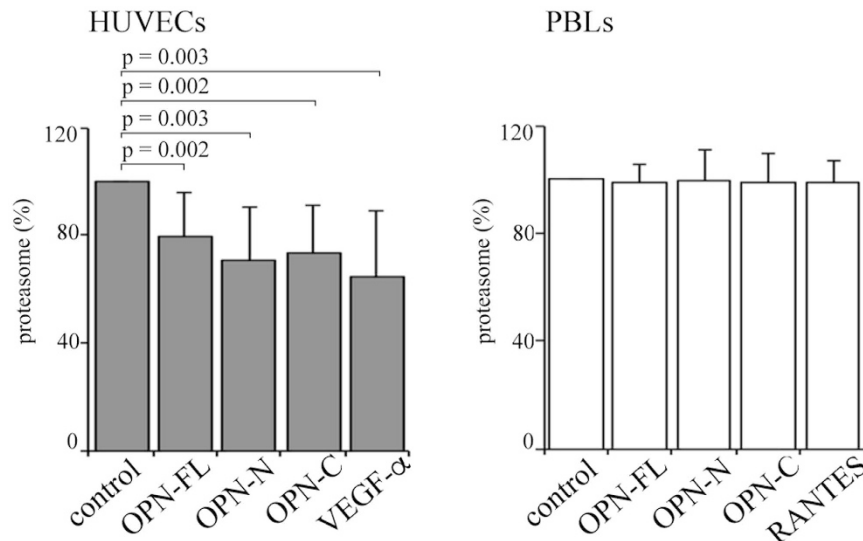 HUVECs
p = 0.003
p = 0.002
p = 0.003
p = 0.002
120
80
40
0
proteasome (%)
control
OPN-FL
OPN-N
OPN-C
VEGF-α
PBLs
120
80
40
0
proteasome (%)
control
OPN-FL
OPN-N
OPN-C
RANTES